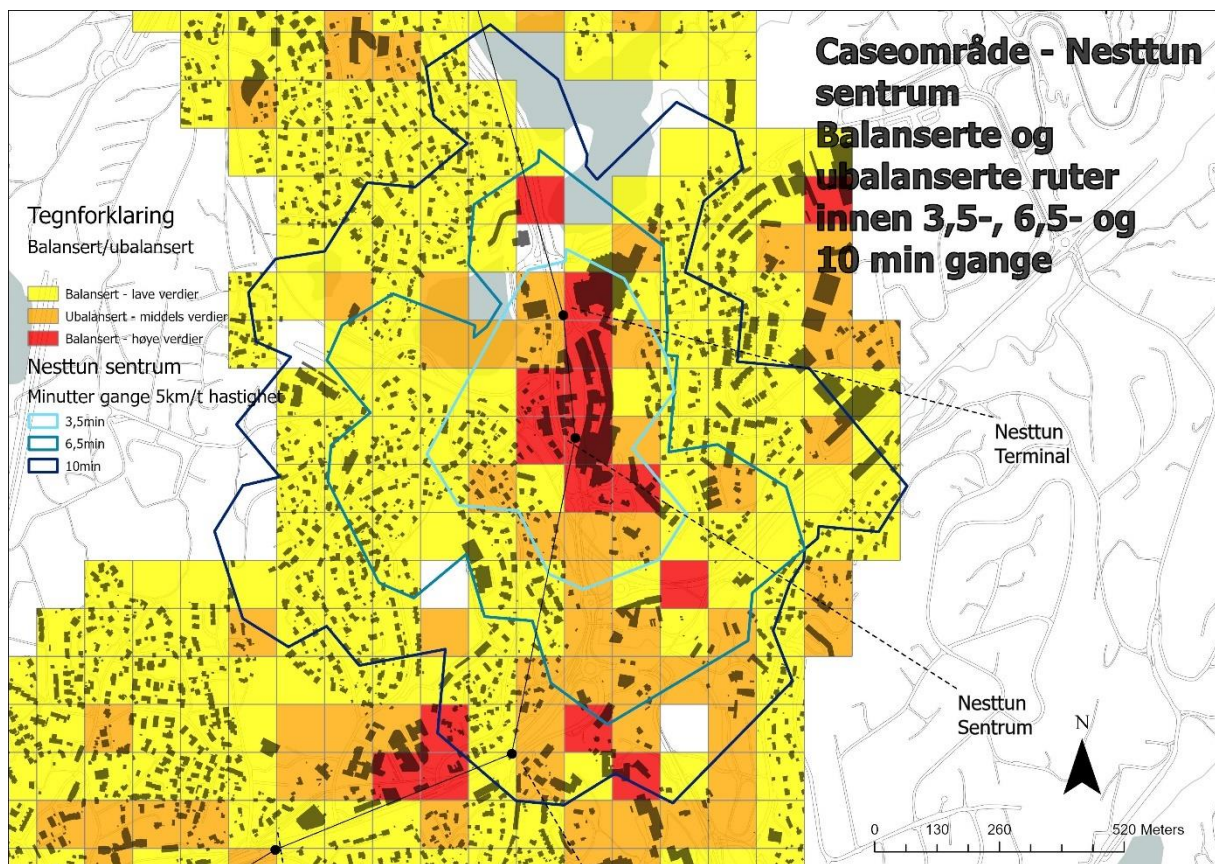 Caseområde - Nesttun
sentrum
Balanserte og
ubalanserte ruter
innen 3,5-, 6,5- og
10 min gange
Tegnforklaring
Balansert/ubalansert
Balansert - lave verdier
Ubalansert - middels verdier
Balansert - høye verdier
Nesttun sentrum
Minutter gange 5km/t hastighet
3,5min
6,5min
10min
Nesttun
Terminal
Nesttun
Sentrum
N
0 130 260 520 Meters